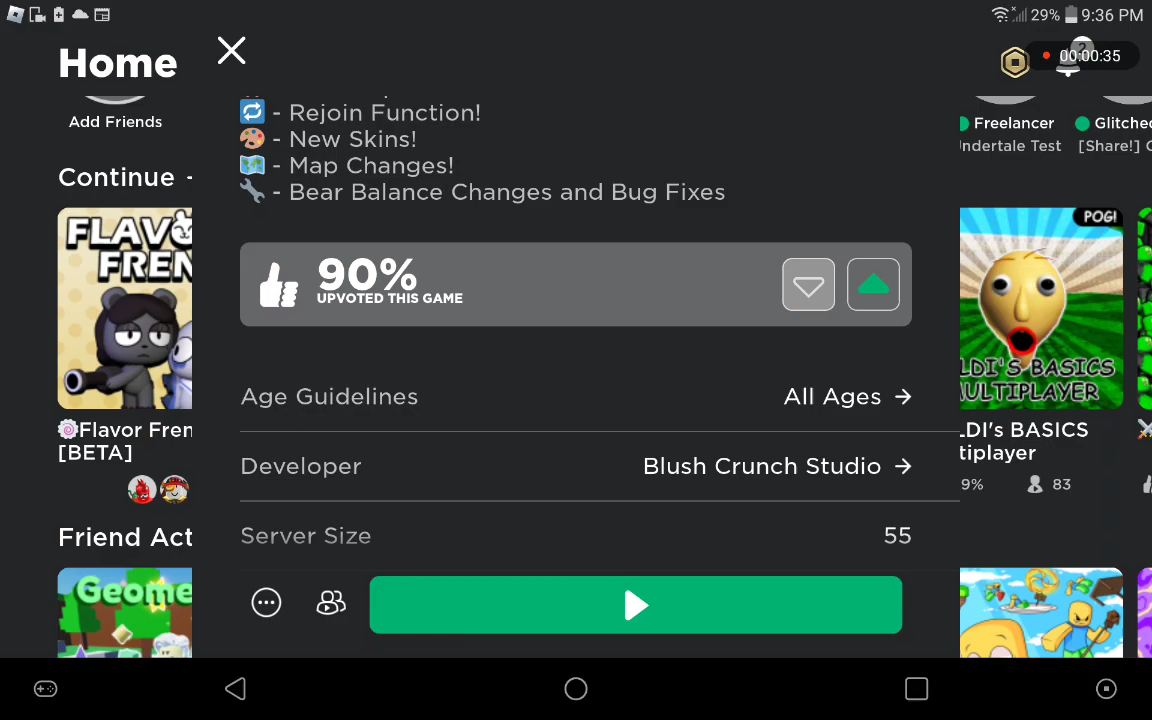 29% 9:36 PM
Home
00:00:35
Add Friends
Freelancer
Glitche
ndertale Test
[Share!]
- Rejoin Function!
- New Skins!
- Map Changes!
- Bear Balance Changes and Bug Fixes
Continue -
FLAVO
FREN
POG!
90%
UPVOTED THIS GAME
LDI'S BASICS
ULTIPLAYER
Age Guidelines
All Ages →
Flavor Fren
[BETA]
LDI's BASICS
tiplayer
Developer
Blush Crunch Studio →
9%
83
Friend Act
Server Size
55
Geome